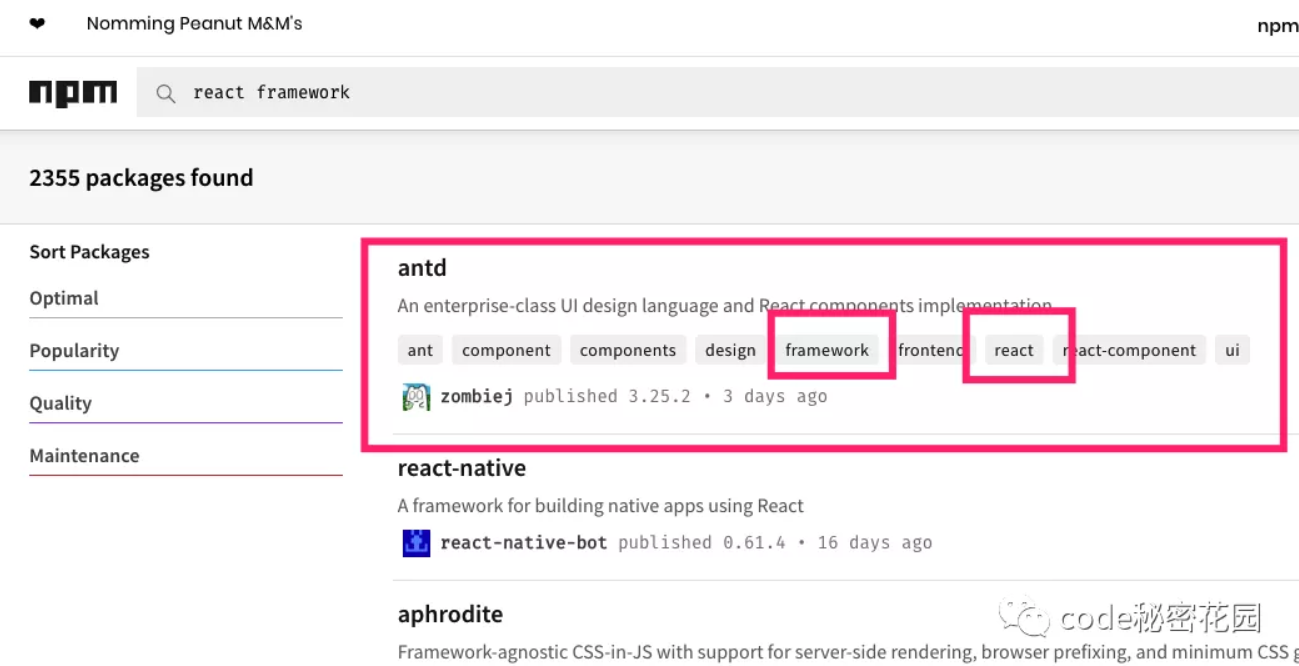 ❤ Nomming Peanut M&M's npm
npm react framework
2355 packages found
Sort Packages
Optimal
Popularity
Quality
Maintenance
antd
An enterprise-class UI design language and React components implementation
ant component components design framework frontend react react-component ui
zombiej published 3.25.2 • 3 days ago
react-native
A framework for building native apps using React
react-native-bot published 0.61.4 • 16 days ago
aphrodite
Framework-agnostic CSS-in-JS with support for server-side rendering, browser prefixing, and minimum CSS g
code秘密花园